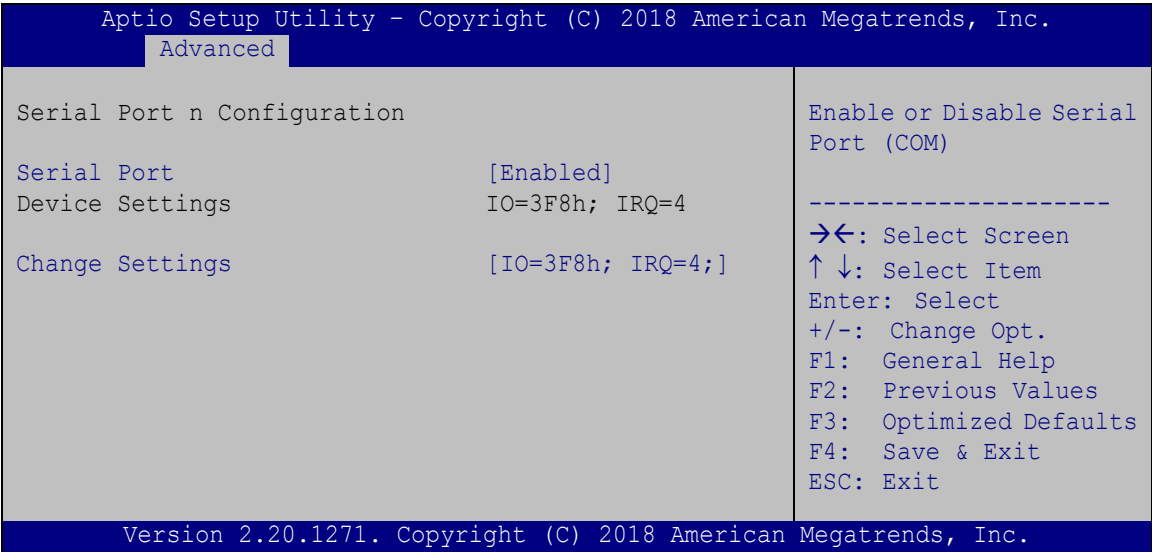 Aptio Setup Utility – Copyright (C) 2018 American Megatrends, Inc.
Advanced
Serial Port n Configuration
Serial Port [Enabled]
Device Settings IO=3F8h; IRQ=4
Change Settings [IO=3F8h; IRQ=4;]
Enable or Disable Serial
Port (COM)
---------------------
→←: Select Screen
↑ ↓: Select Item
Enter: Select
+/-: Change Opt.
F1: General Help
F2: Previous Values
F3: Optimized Defaults
F4: Save & Exit
ESC: Exit
Version 2.20.1271. Copyright (C) 2018 American Megatrends, Inc.